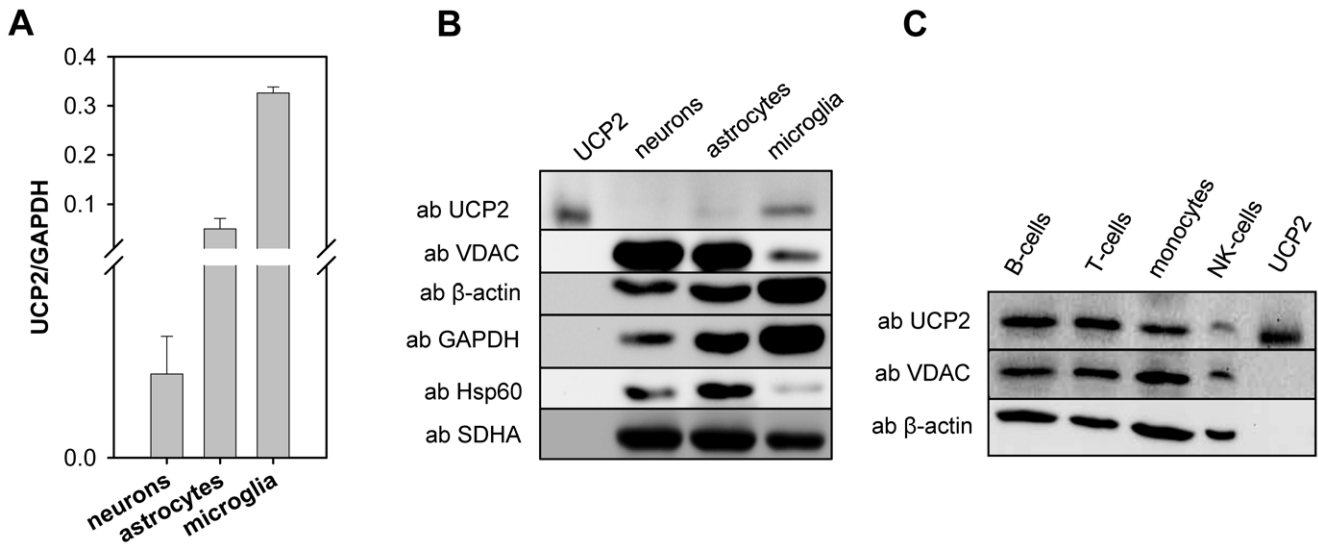 A
UCP2/GAPDH
0.4
0.3
0.2
0.1
0.0
neurons
astrocytes
microglia
B
UCP2
neurons
astrocytes
microglia
ab UCP2
ab VDAC
ab β-actin
ab GAPDH
ab Hsp60
ab SDHA
C
B-cells
T-cells
monocytes
NK-cells
UCP2
ab UCP2
ab VDAC
ab β-actin